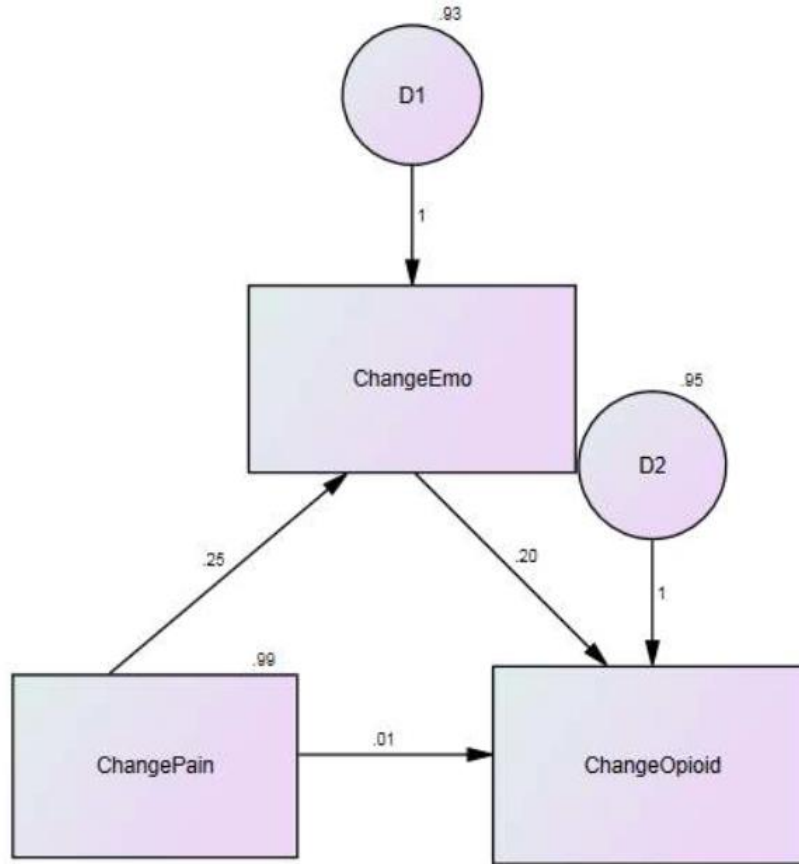 .93
D1
1
ChangeEmo
.95
D2
.25
.20
1
.99
.01
ChangePain
ChangeOpioid